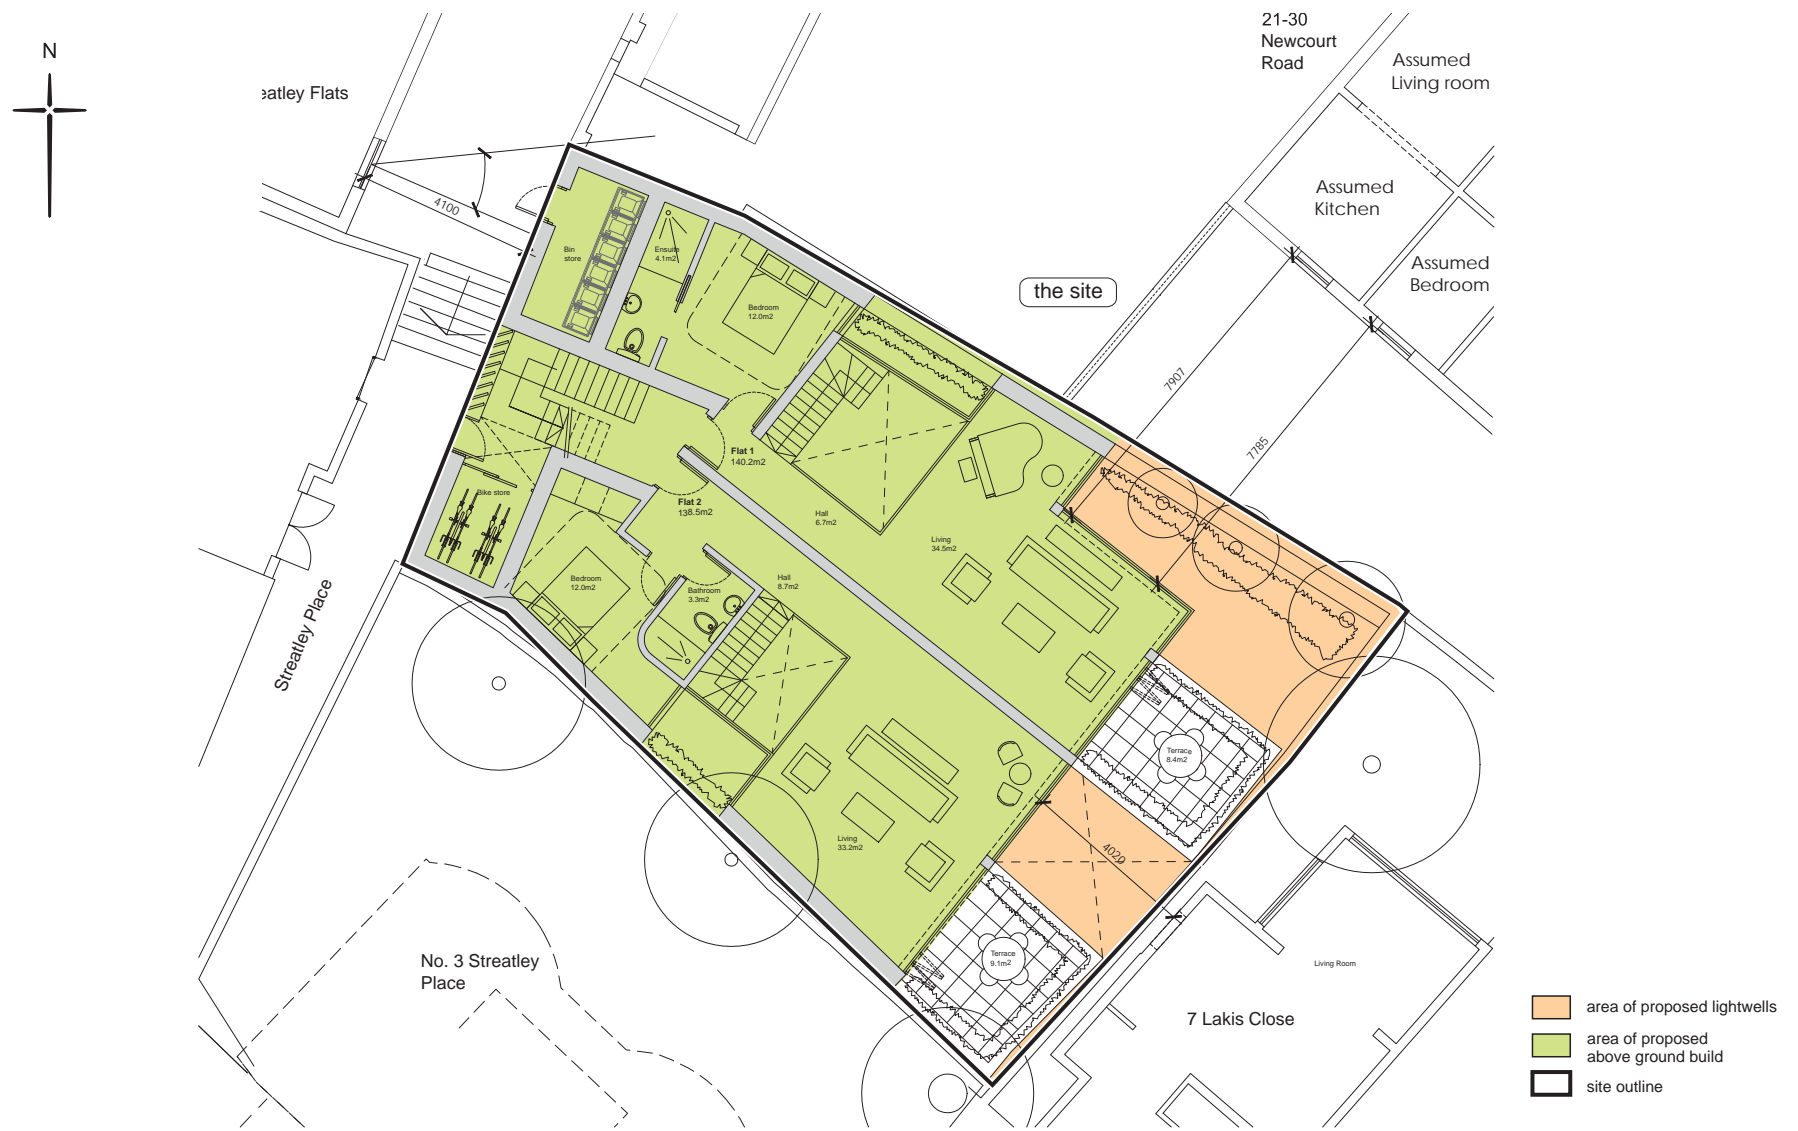 N
eatley Flats
21-30
Newcourt
Road
Assumed
Living room
Assumed
Kitchen
Assumed
Bedroom
4100
the site
Bin
store
Ensuite
4.1m2
Bedroom
12.0m2
7907
7785
Flat 1
140.2m2
Bike store
Flat 2
138.5m2
Hall
6.7m2
Living
34.5m2
Bedroom
12.0m2
Bathroom
3.3m2
Hall
8.7m2
Streatley Place
Terrace
8.4m2
Living
33.2m2
4020
Terrace
9.1m2
No. 3 Streatley
Place
Living Room
7 Lakis Close
area of proposed lightwells
area of proposed
above ground build
site outline